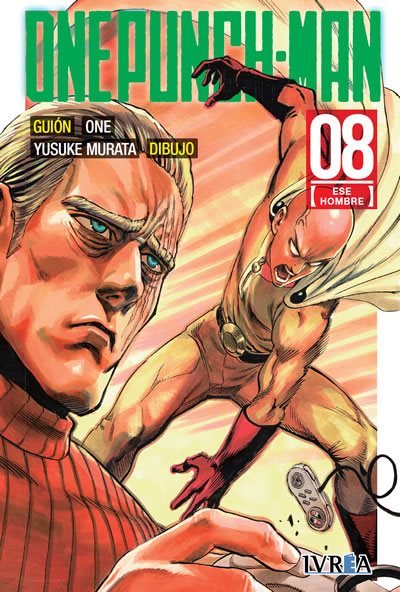 ONEPUNCH-MAN
GUIÓN ONE
YUSUKE MURATA DIBUJO
08
ESE
HOMBRE
IVREA